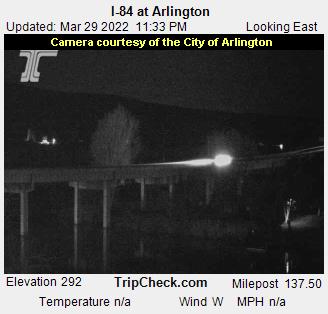 I-84 at Arlington
Updated: Mar 29 2022 11:33 PM Looking East
Camera courtesy of the City of Arlington
Elevation 292 TripCheck.com Milepost 137.50
Temperature n/a Wind W MPH n/a